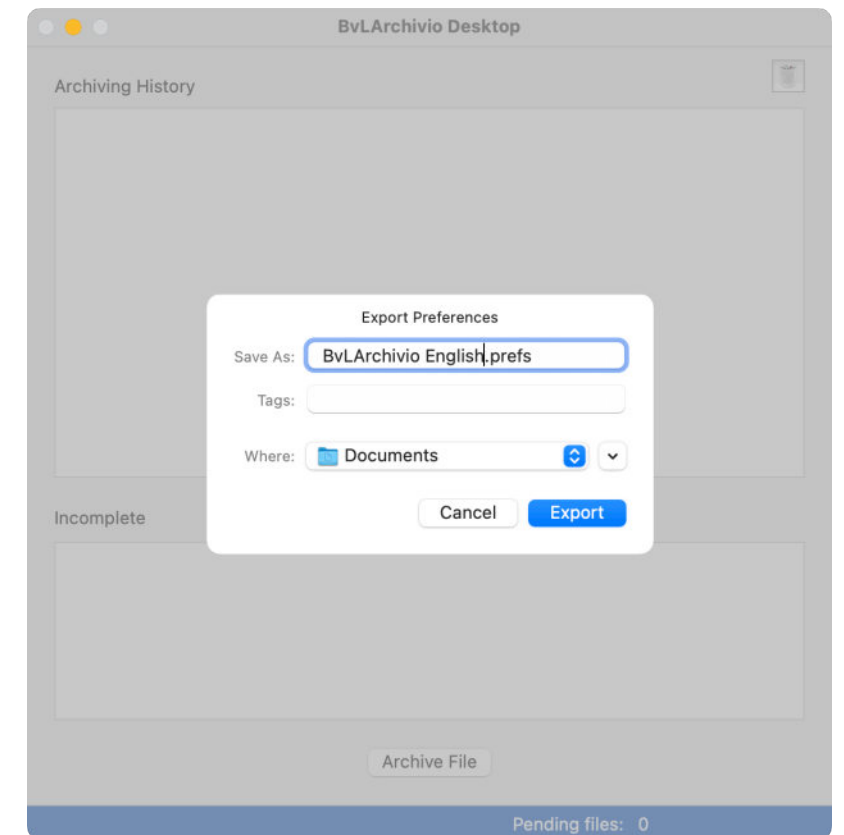 BvLArchivio Desktop
Archiving History
Export Preferences
Save As: BvLArchivio English.prefs
Tags:
Where: Documents
Cancel Export
Incomplete
Archive File
Pending files: 0